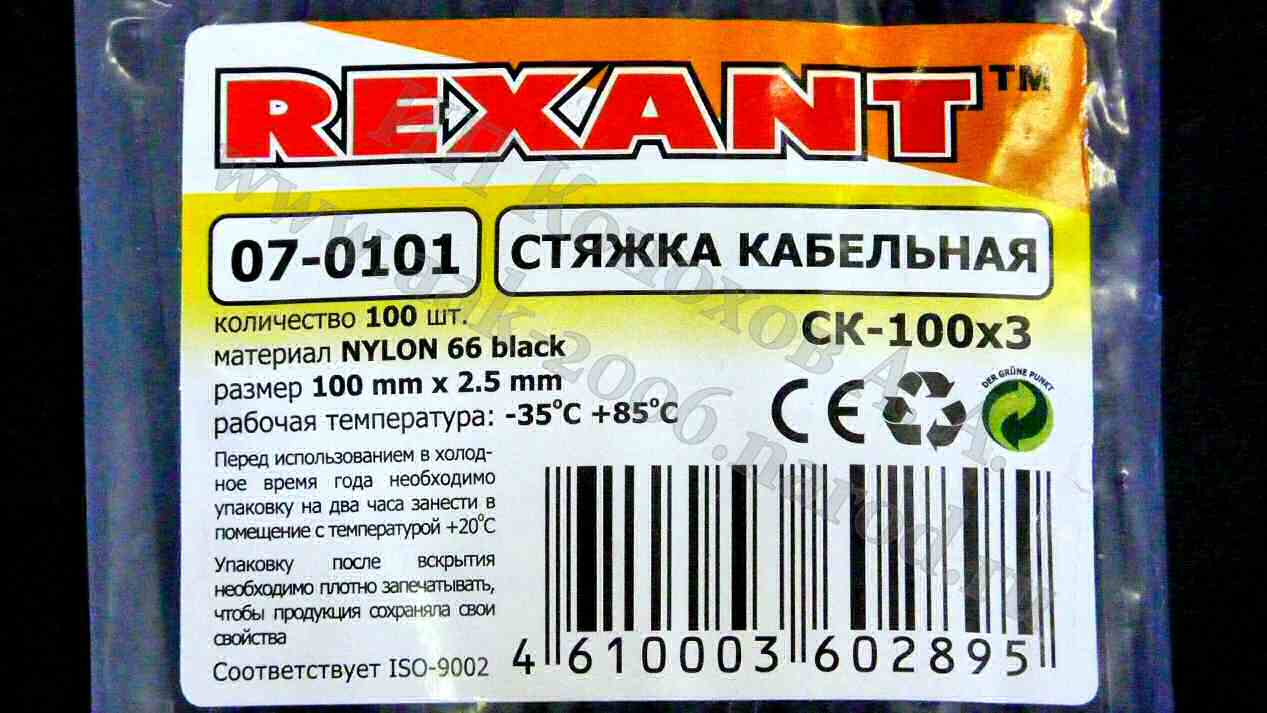 REXANT™
07-0101
СТЯЖКА КАБЕЛЬНАЯ
количество 100 шт.
материал NYLON 66 black
размер 100 mm x 2.5 mm
рабочая температура: -35°C +85°C
СК-100х3
CE
DER GRÜNE PUNKT
Перед использованием в холод-
ное время года необходимо
упаковку на два часа занести в
помещение с температурой +20°C
Упаковку после вскрытия
необходимо плотно запечатывать,
чтобы продукция сохраняла свои
свойства
Соответствует ISO-9002
4 610003 602895
ИП Конохов А. А.